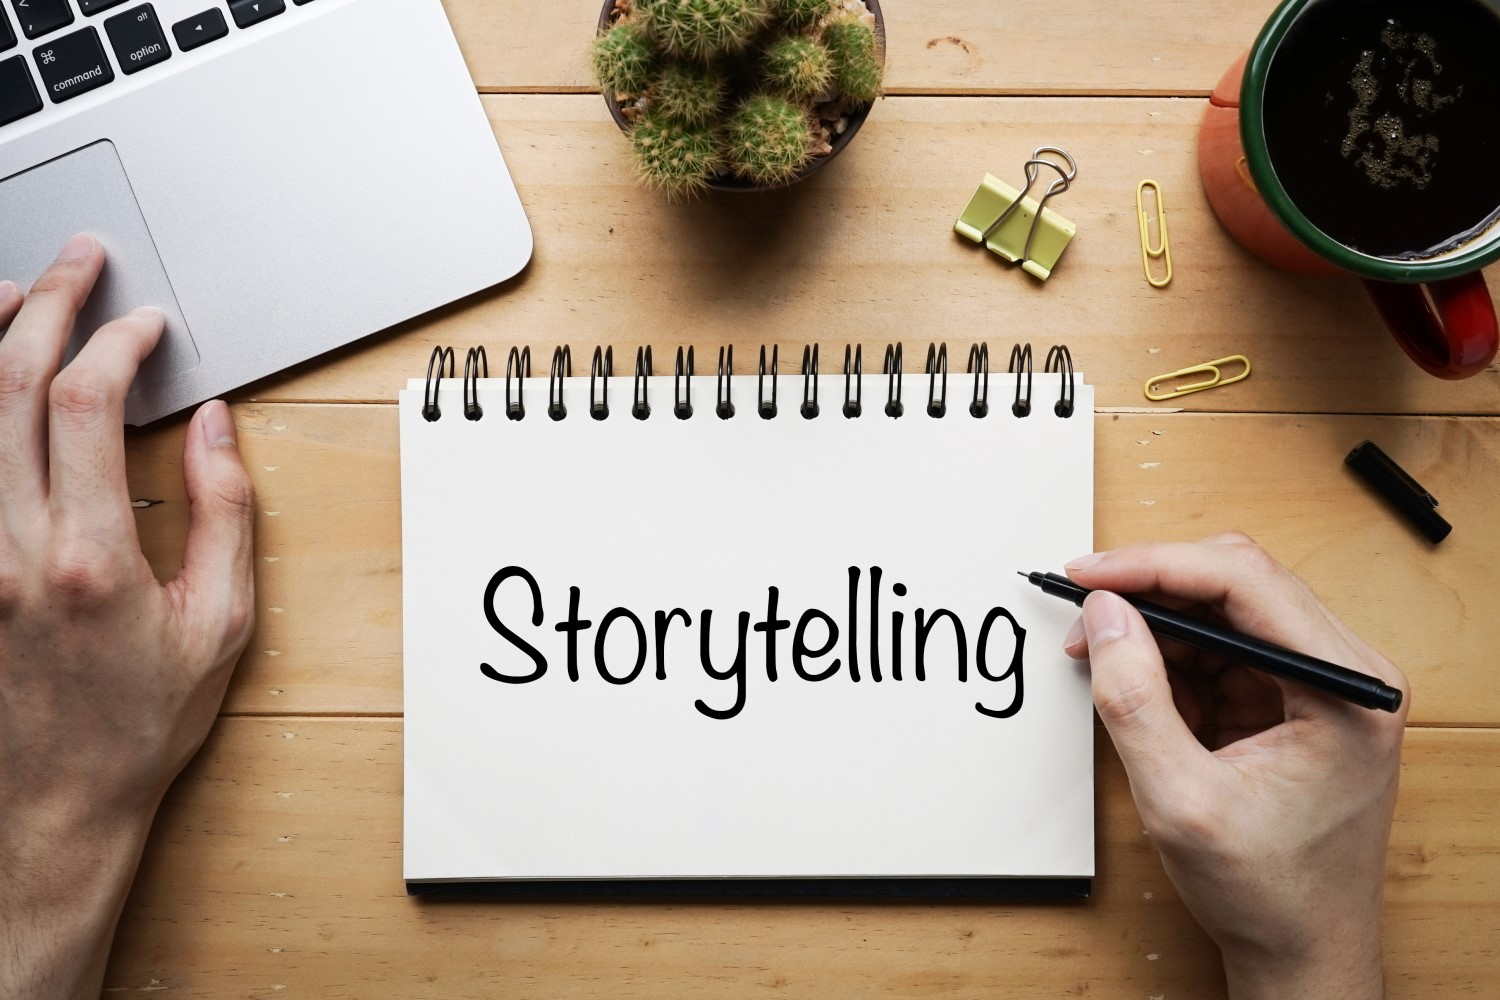 alt
⌘
option
command
Storytelling